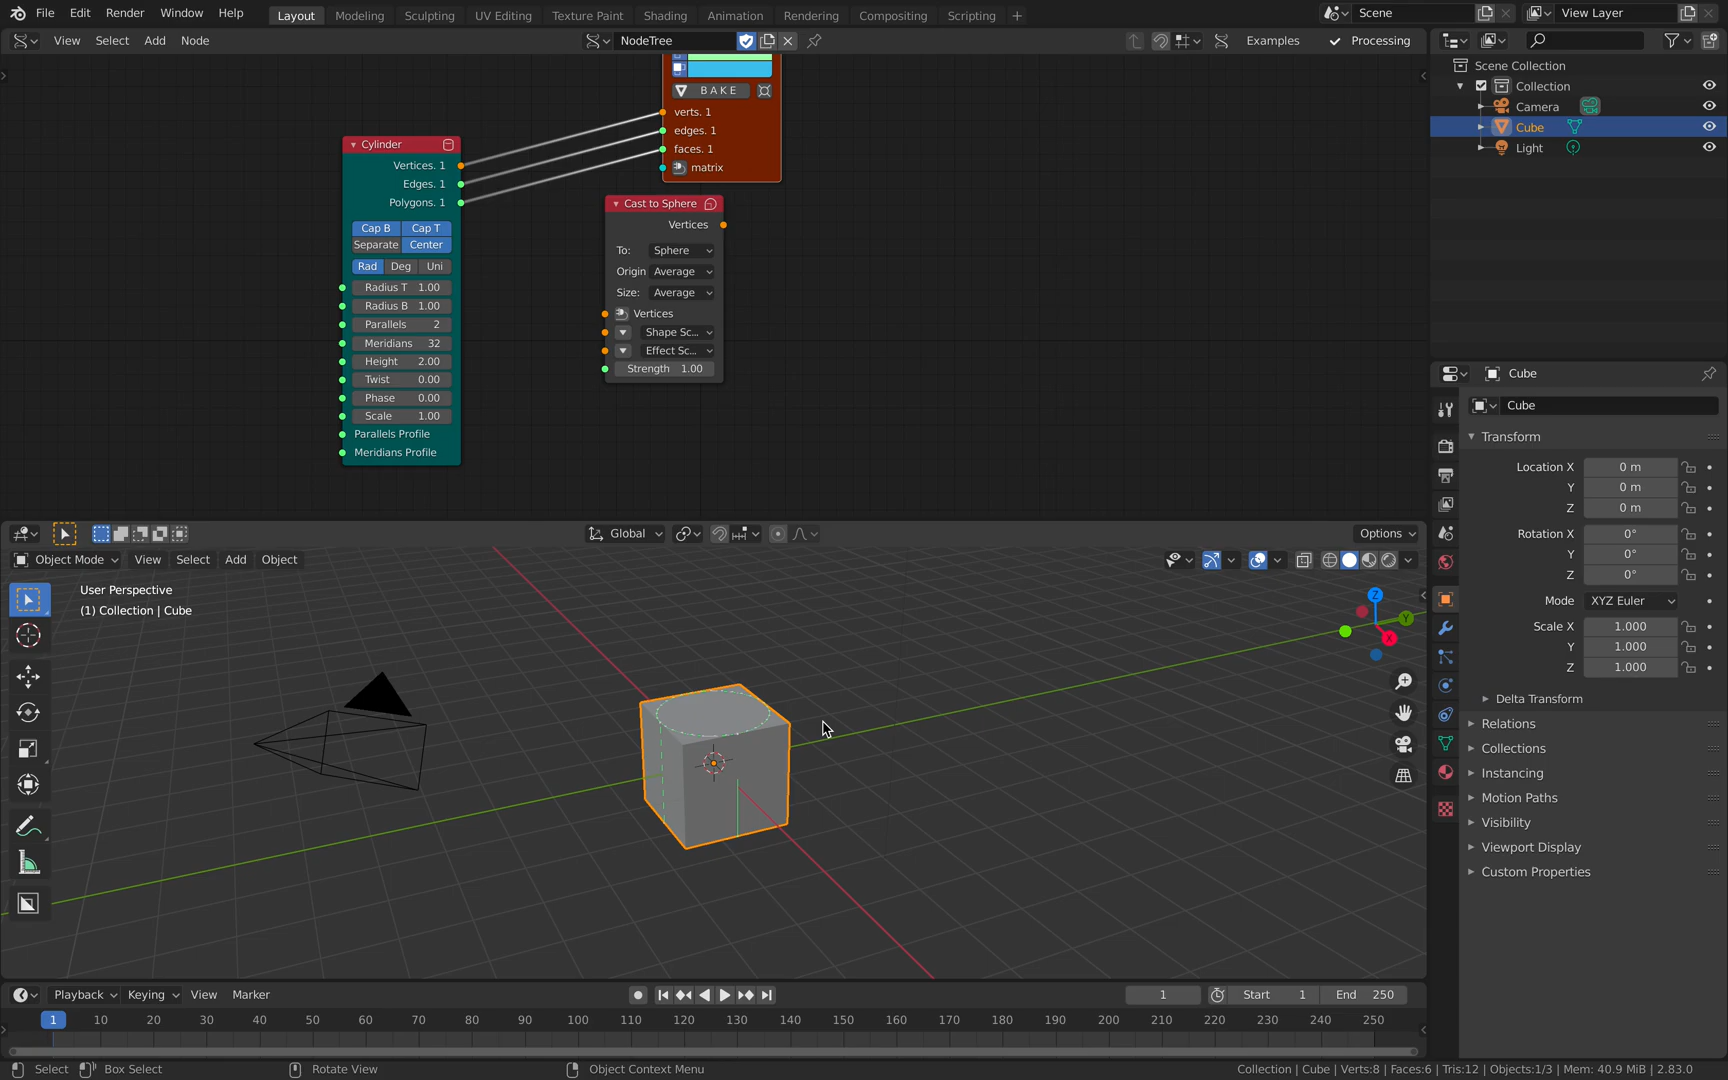 File Edit Render Window Help Layout Modeling Sculpting UV Editing Texture Paint Shading Animation Rendering Compositing Scripting + Scene View Layer
View Select Add Node NodeTree Examples Processing
Scene Collection
Collection
Camera
Cube
Light
BAKE
verts. 1
edges. 1
faces. 1
matrix
Cylinder
Vertices. 1
Edges. 1
Polygons. 1
Cap B Cap T
Separate Center
Rad Deg Uni
Radius T 1.00
Radius B 1.00
Parallels 2
Meridians 32
Height 2.00
Twist 0.00
Phase 0.00
Scale 1.00
Parallels Profile
Meridians Profile
Cast to Sphere
Vertices
To: Sphere
Origin Average
Size: Average
Vertices
Shape Sc...
Effect Sc...
Strength 1.00
Cube
Cube
Transform
Location X 0 m
Y 0 m
Z 0 m
Rotation X 0°
Y 0°
Z 0°
Mode XYZ Euler
Scale X 1.000
Y 1.000
Z 1.000
Delta Transform
Relations
Collections
Instancing
Motion Paths
Visibility
Viewport Display
Custom Properties
Global Options
Object Mode View Select Add Object
User Perspective
(1) Collection | Cube
Z
Y
X
Playback Keying View Marker 1 Start 1 End 250
1 10 20 30 40 50 60 70 80 90 100 110 120 130 140 150 160 170 180 190 200 210 220 230 240 250
Select Box Select Rotate View Object Context Menu Collection | Cube | Verts:8 | Faces:6 | Tris:12 | Objects:1/3 | Mem: 40.9 MiB | 2.83.0